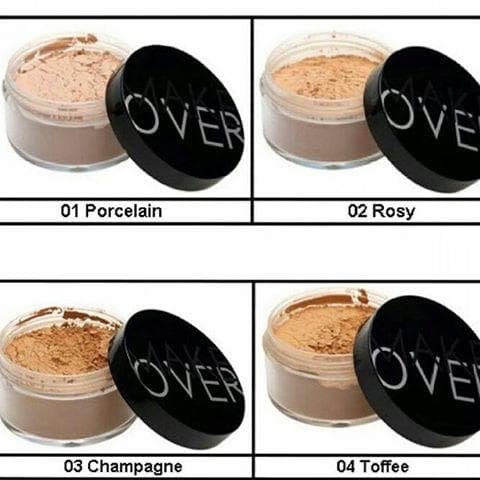 MAKE
OVER
01 Porcelain
MAKE
OVER
02 Rosy
MAKE
OVER
03 Champagne
MAKE
OVER
04 Toffee